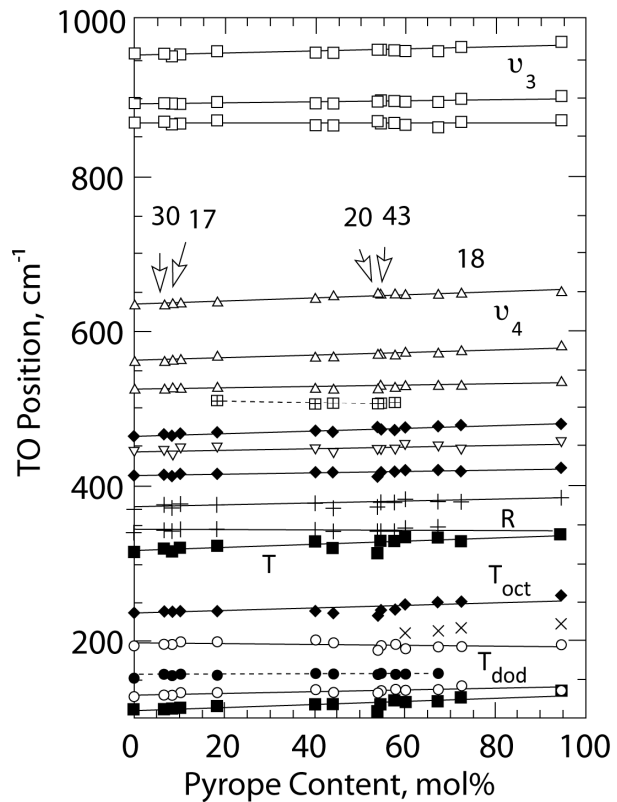 1000
υ3
800
30 17 20 43
18
600
υ4
TO Position, cm-1
400
R
T
Toct
200
Tdod
0 20 40 60 80 100
Pyrope Content, mol%